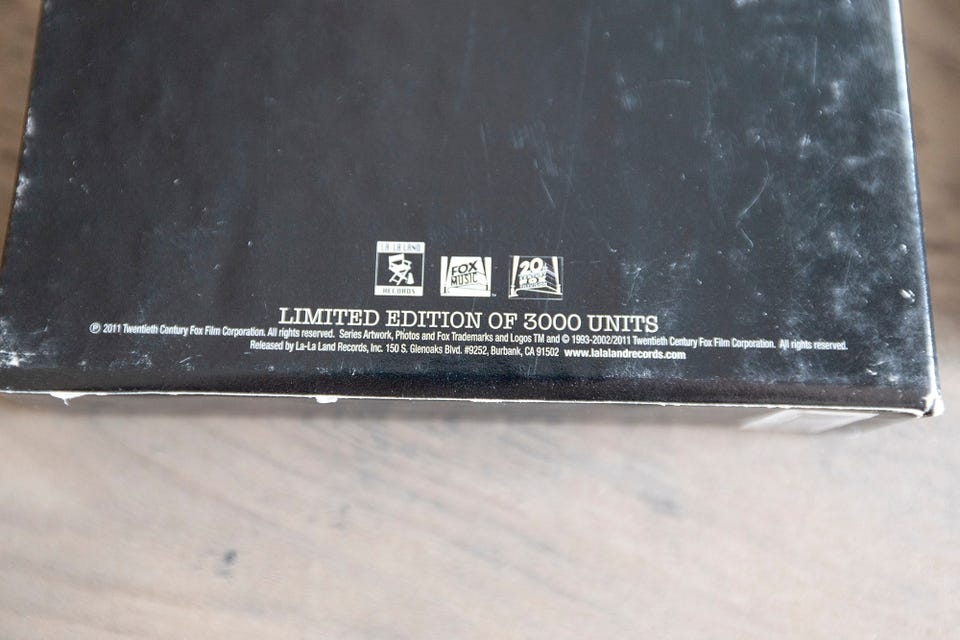 LA-LA LAND
RECORDS
FOX
MUSIC
20
LIMITED EDITION OF 3000 UNITS
℗ 2011 Twentieth Century Fox Film Corporation. All rights reserved. Series Artwork, Photos and Fox Trademarks and Logos TM and © 1993-2002/2011 Twentieth Century Fox Film Corporation. All rights reserved.
Released by La-La Land Records, Inc. 150 S. Glenoaks Blvd. #9252, Burbank, CA 91502 www.lalalandrecords.com